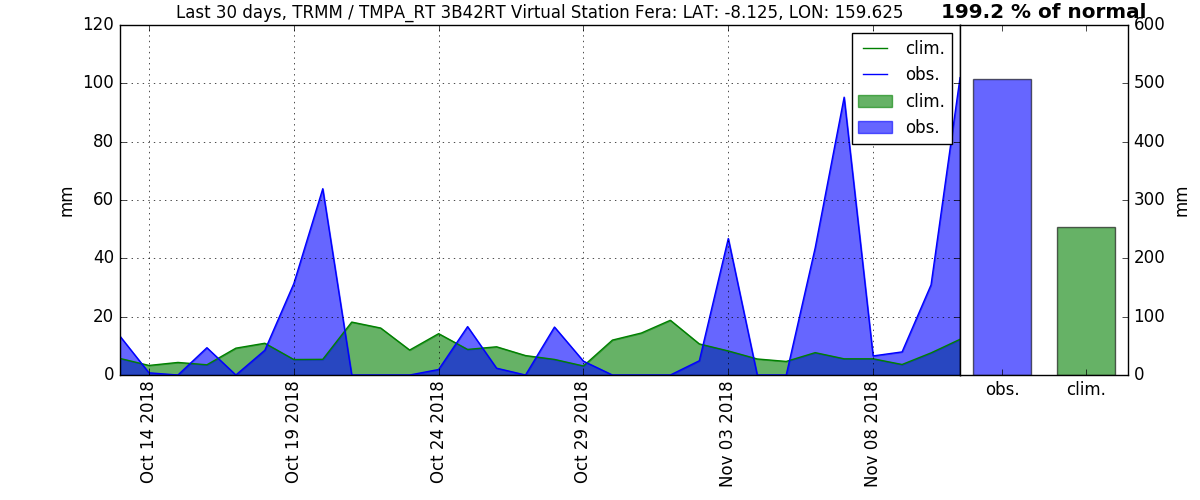 Last 30 days, TRMM / TMPA_RT 3B42RT Virtual Station Fera: LAT: -8.125, LON: 159.625
199.2 % of normal
120
100
80
60
40
20
0
mm
clim.
obs.
clim.
obs.
600
500
400
300
200
100
0
mm
Oct 14 2018
Oct 19 2018
Oct 24 2018
Oct 29 2018
Nov 03 2018
Nov 08 2018
obs.
clim.